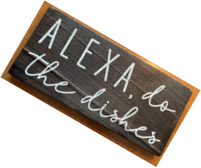 ALEXA, do
the dishes